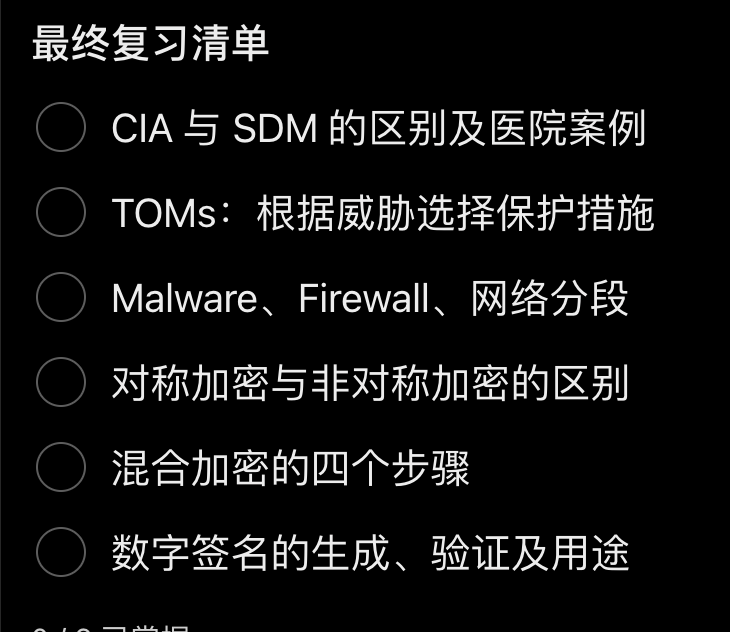 最终复习清单
CIA 与 SDM 的区别及医院案例
TOMs：根据威胁选择保护措施
Malware、Firewall、网络分段
对称加密与非对称加密的区别
混合加密的四个步骤
数字签名的生成、验证及用途